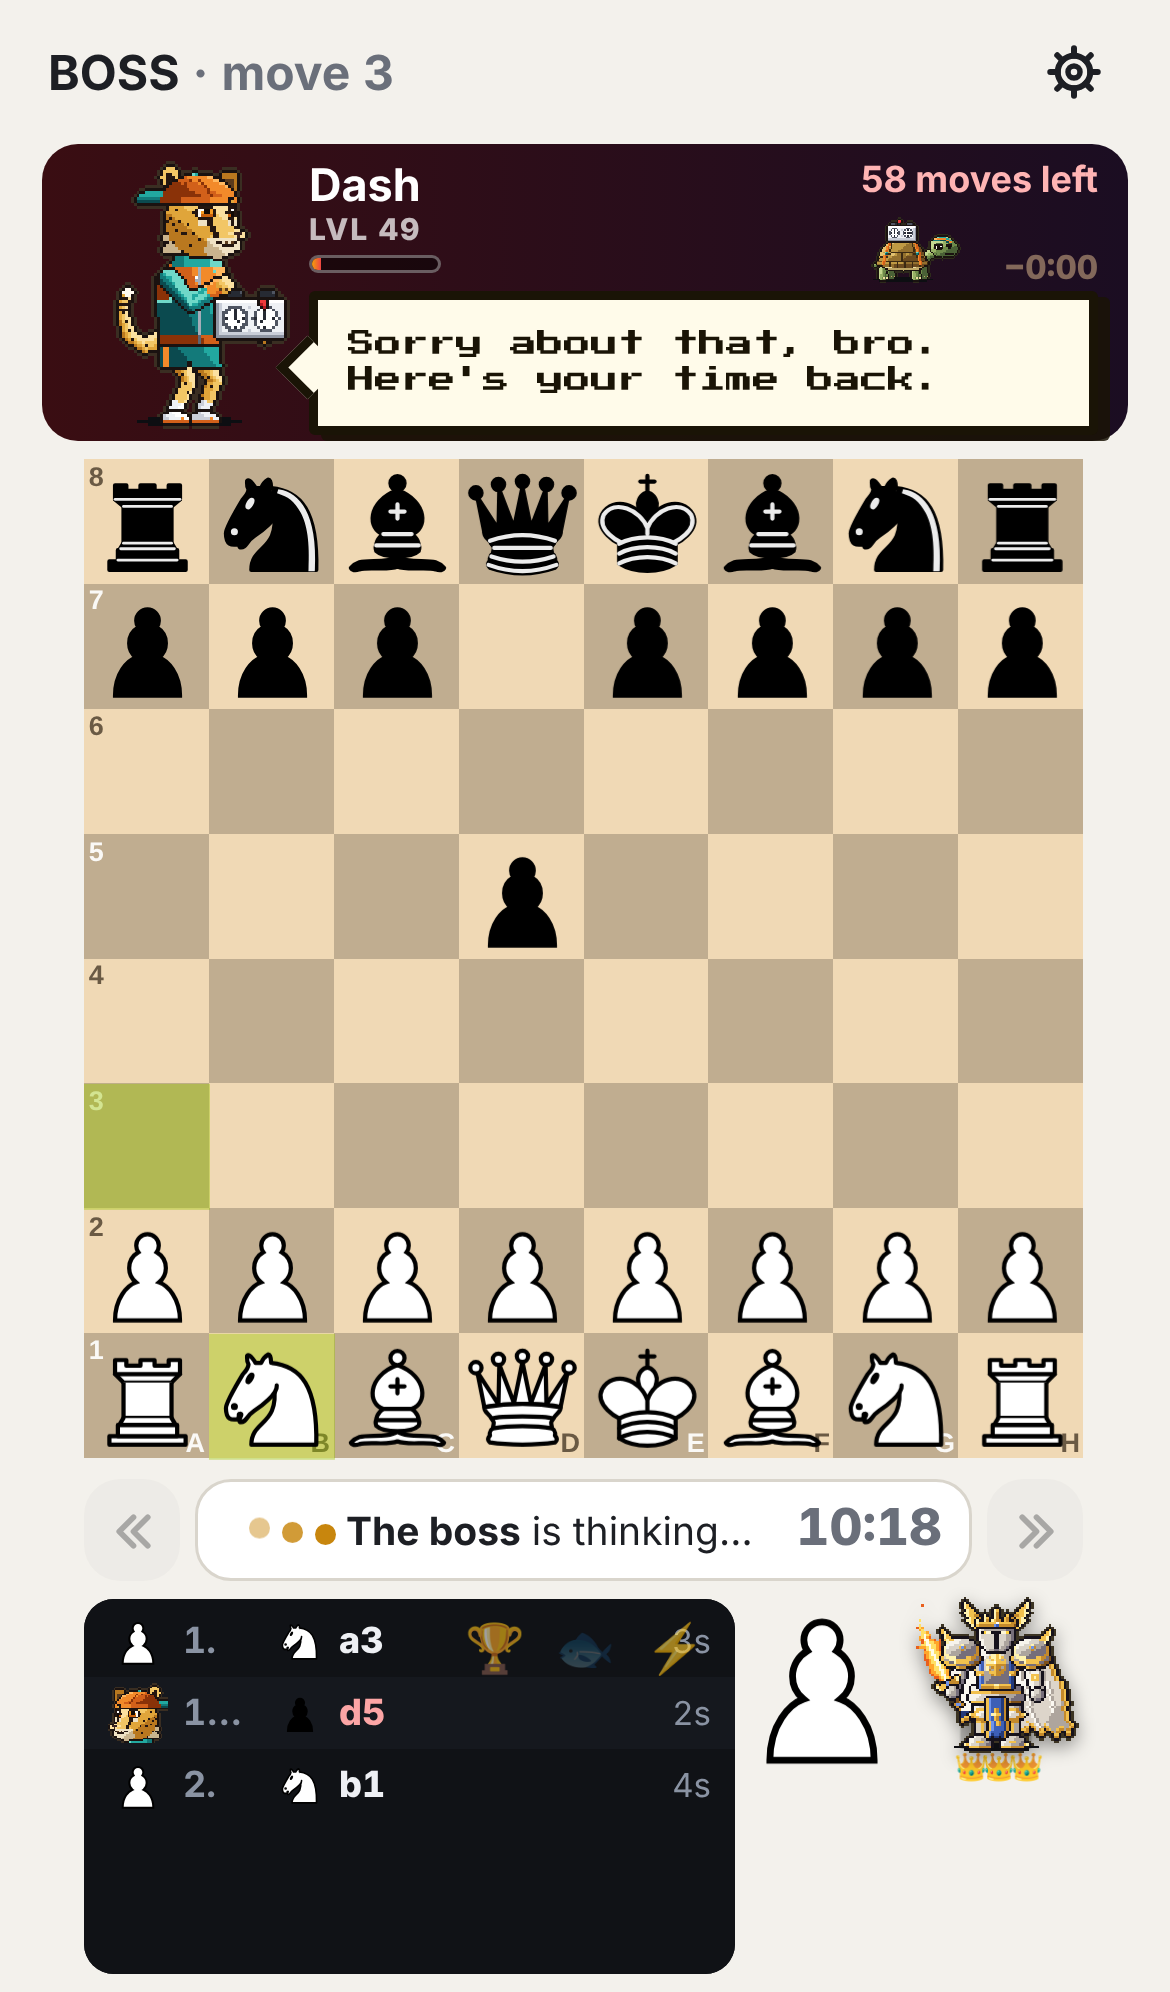 BOSS · move 3
Dash
58 moves left
LVL 49
−0:00
Sorry about that, bro.
Here's your time back.
8
7
6
5
4
3
2
1
A B C D E F G H
The boss is thinking... 10:18
1. a3 3s
1... d5 2s
2. b1 4s